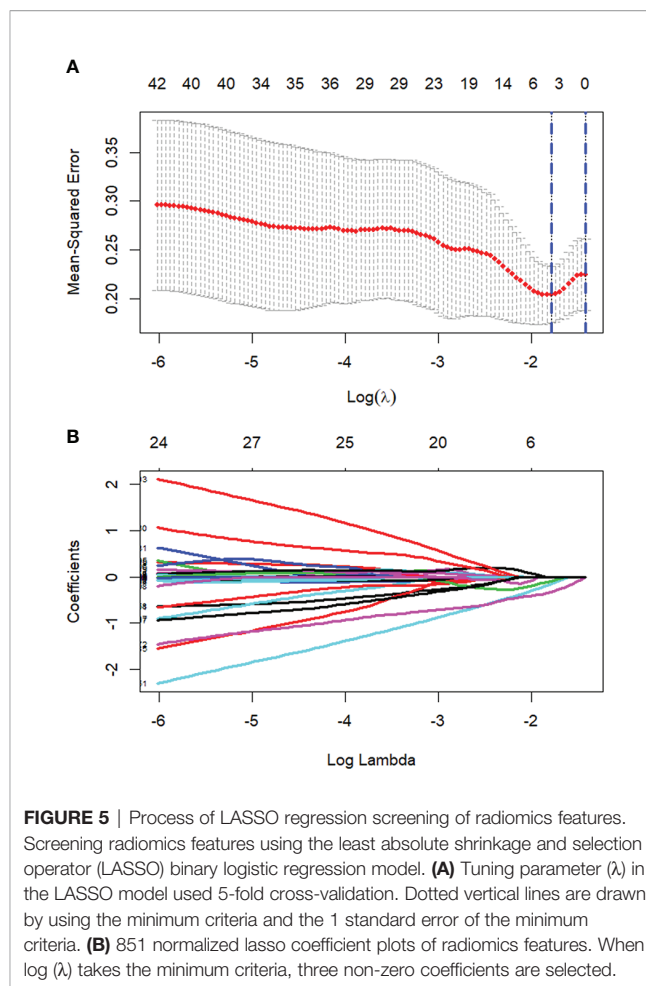 A
42 40 40 34 35 36 29 29 23 19 14 6 3 0
Mean-Squared Error
0.35
0.30
0.25
0.20
-6 -5 -4 -3 -2
Log(λ)
B
24 27 25 20 6
Coefficients
2
1
0
-1
-2
-6 -5 -4 -3 -2
Log Lambda
FIGURE 5 | Process of LASSO regression screening of radiomics features.
Screening radiomics features using the least absolute shrinkage and selection
operator (LASSO) binary logistic regression model. (A) Tuning parameter (λ) in
the LASSO model used 5-fold cross-validation. Dotted vertical lines are drawn
by using the minimum criteria and the 1 standard error of the minimum
criteria. (B) 851 normalized lasso coefficient plots of radiomics features. When
log (λ) takes the minimum criteria, three non-zero coefficients are selected.